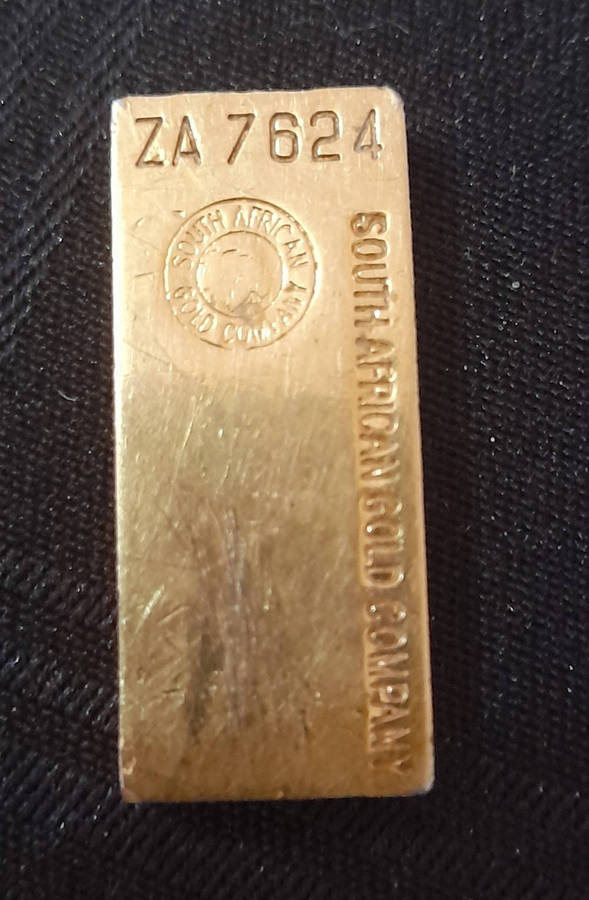 ZA 7624
SOUTH AFRICAN
GOLD COMPANY
SOUTH AFRICAN GOLD COMPANY